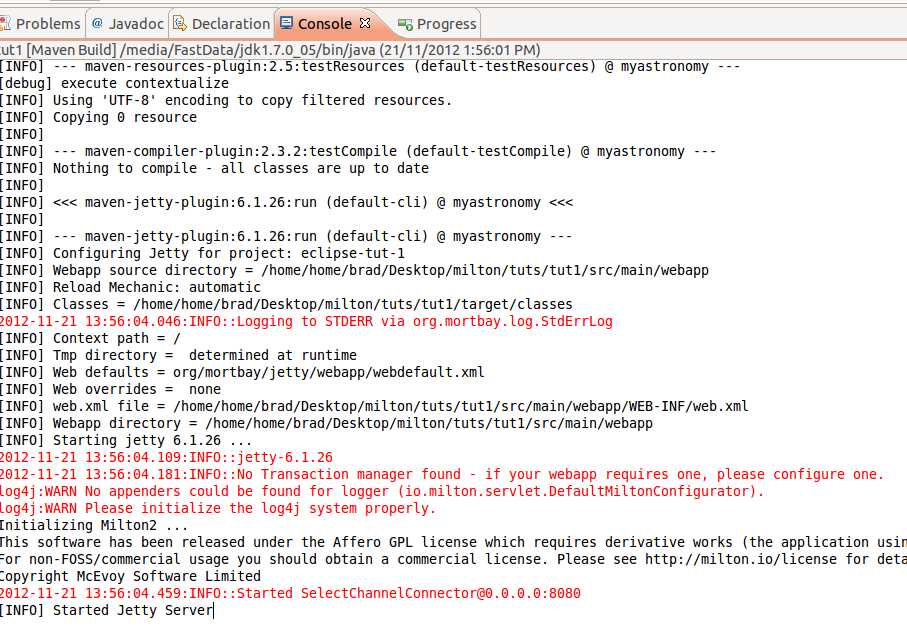 Problems @ Javadoc Declaration Console Progress
tut1 [Maven Build] /media/FastData/jdk1.7.0_05/bin/java (21/11/2012 1:56:01 PM)
[INFO] --- maven-resources-plugin:2.5:testResources (default-testResources) @ myastronomy ---
[debug] execute contextualize
[INFO] Using 'UTF-8' encoding to copy filtered resources.
[INFO] Copying 0 resource
[INFO]
[INFO] --- maven-compiler-plugin:2.3.2:testCompile (default-testCompile) @ myastronomy ---
[INFO] Nothing to compile - all classes are up to date
[INFO]
[INFO] <<< maven-jetty-plugin:6.1.26:run (default-cli) @ myastronomy <<<
[INFO]
[INFO] --- maven-jetty-plugin:6.1.26:run (default-cli) @ myastronomy ---
[INFO] Configuring Jetty for project: eclipse-tut-1
[INFO] Webapp source directory = /home/home/brad/Desktop/milton/tuts/tut1/src/main/webapp
[INFO] Reload Mechanic: automatic
[INFO] Classes = /home/home/brad/Desktop/milton/tuts/tut1/target/classes
2012-11-21 13:56:04.046:INFO::Logging to STDERR via org.mortbay.log.StdErrLog
[INFO] Context path = /
[INFO] Tmp directory =  determined at runtime
[INFO] Web defaults = org/mortbay/jetty/webapp/webdefault.xml
[INFO] Web overrides =  none
[INFO] web.xml file = /home/home/brad/Desktop/milton/tuts/tut1/src/main/webapp/WEB-INF/web.xml
[INFO] Webapp directory = /home/home/brad/Desktop/milton/tuts/tut1/src/main/webapp
[INFO] Starting jetty 6.1.26 ...
2012-11-21 13:56:04.109:INFO::jetty-6.1.26
2012-11-21 13:56:04.181:INFO::No Transaction manager found - if your webapp requires one, please configure one.
log4j:WARN No appenders could be found for logger (io.milton.servlet.DefaultMiltonConfigurator).
log4j:WARN Please initialize the log4j system properly.
Initializing Milton2 ...
This software has been released under the Affero GPL license which requires derivative works (the application usin
For non-FOSS/commercial usage you should obtain a commercial license. Please see http://milton.io/license for deta
Copyright McEvoy Software Limited
2012-11-21 13:56:04.459:INFO::Started SelectChannelConnector@0.0.0.0:8080
[INFO] Started Jetty Server